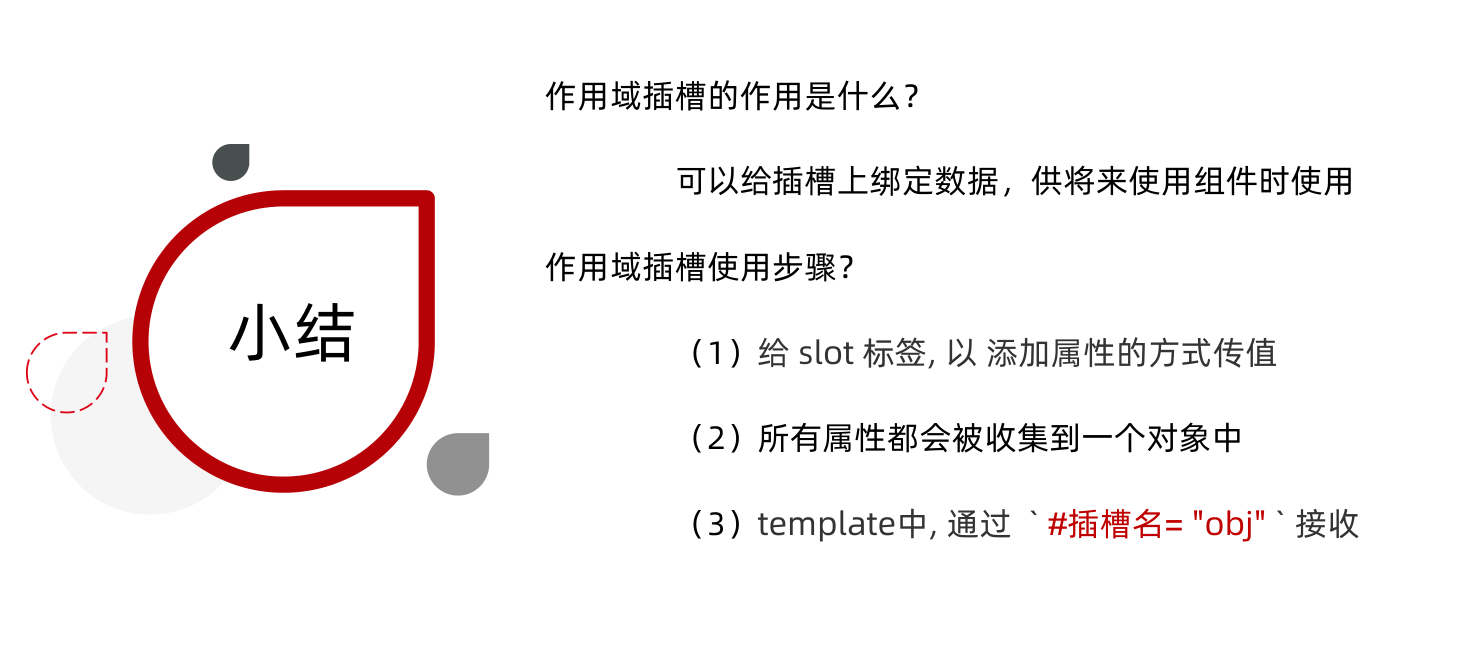 小结
作用域插槽的作用是什么？
可以给插槽上绑定数据，供将来使用组件时使用
作用域插槽使用步骤？
（1）给 slot 标签, 以 添加属性的方式传值
（2）所有属性都会被收集到一个对象中
（3）template中, 通过 `#插槽名= "obj"` 接收